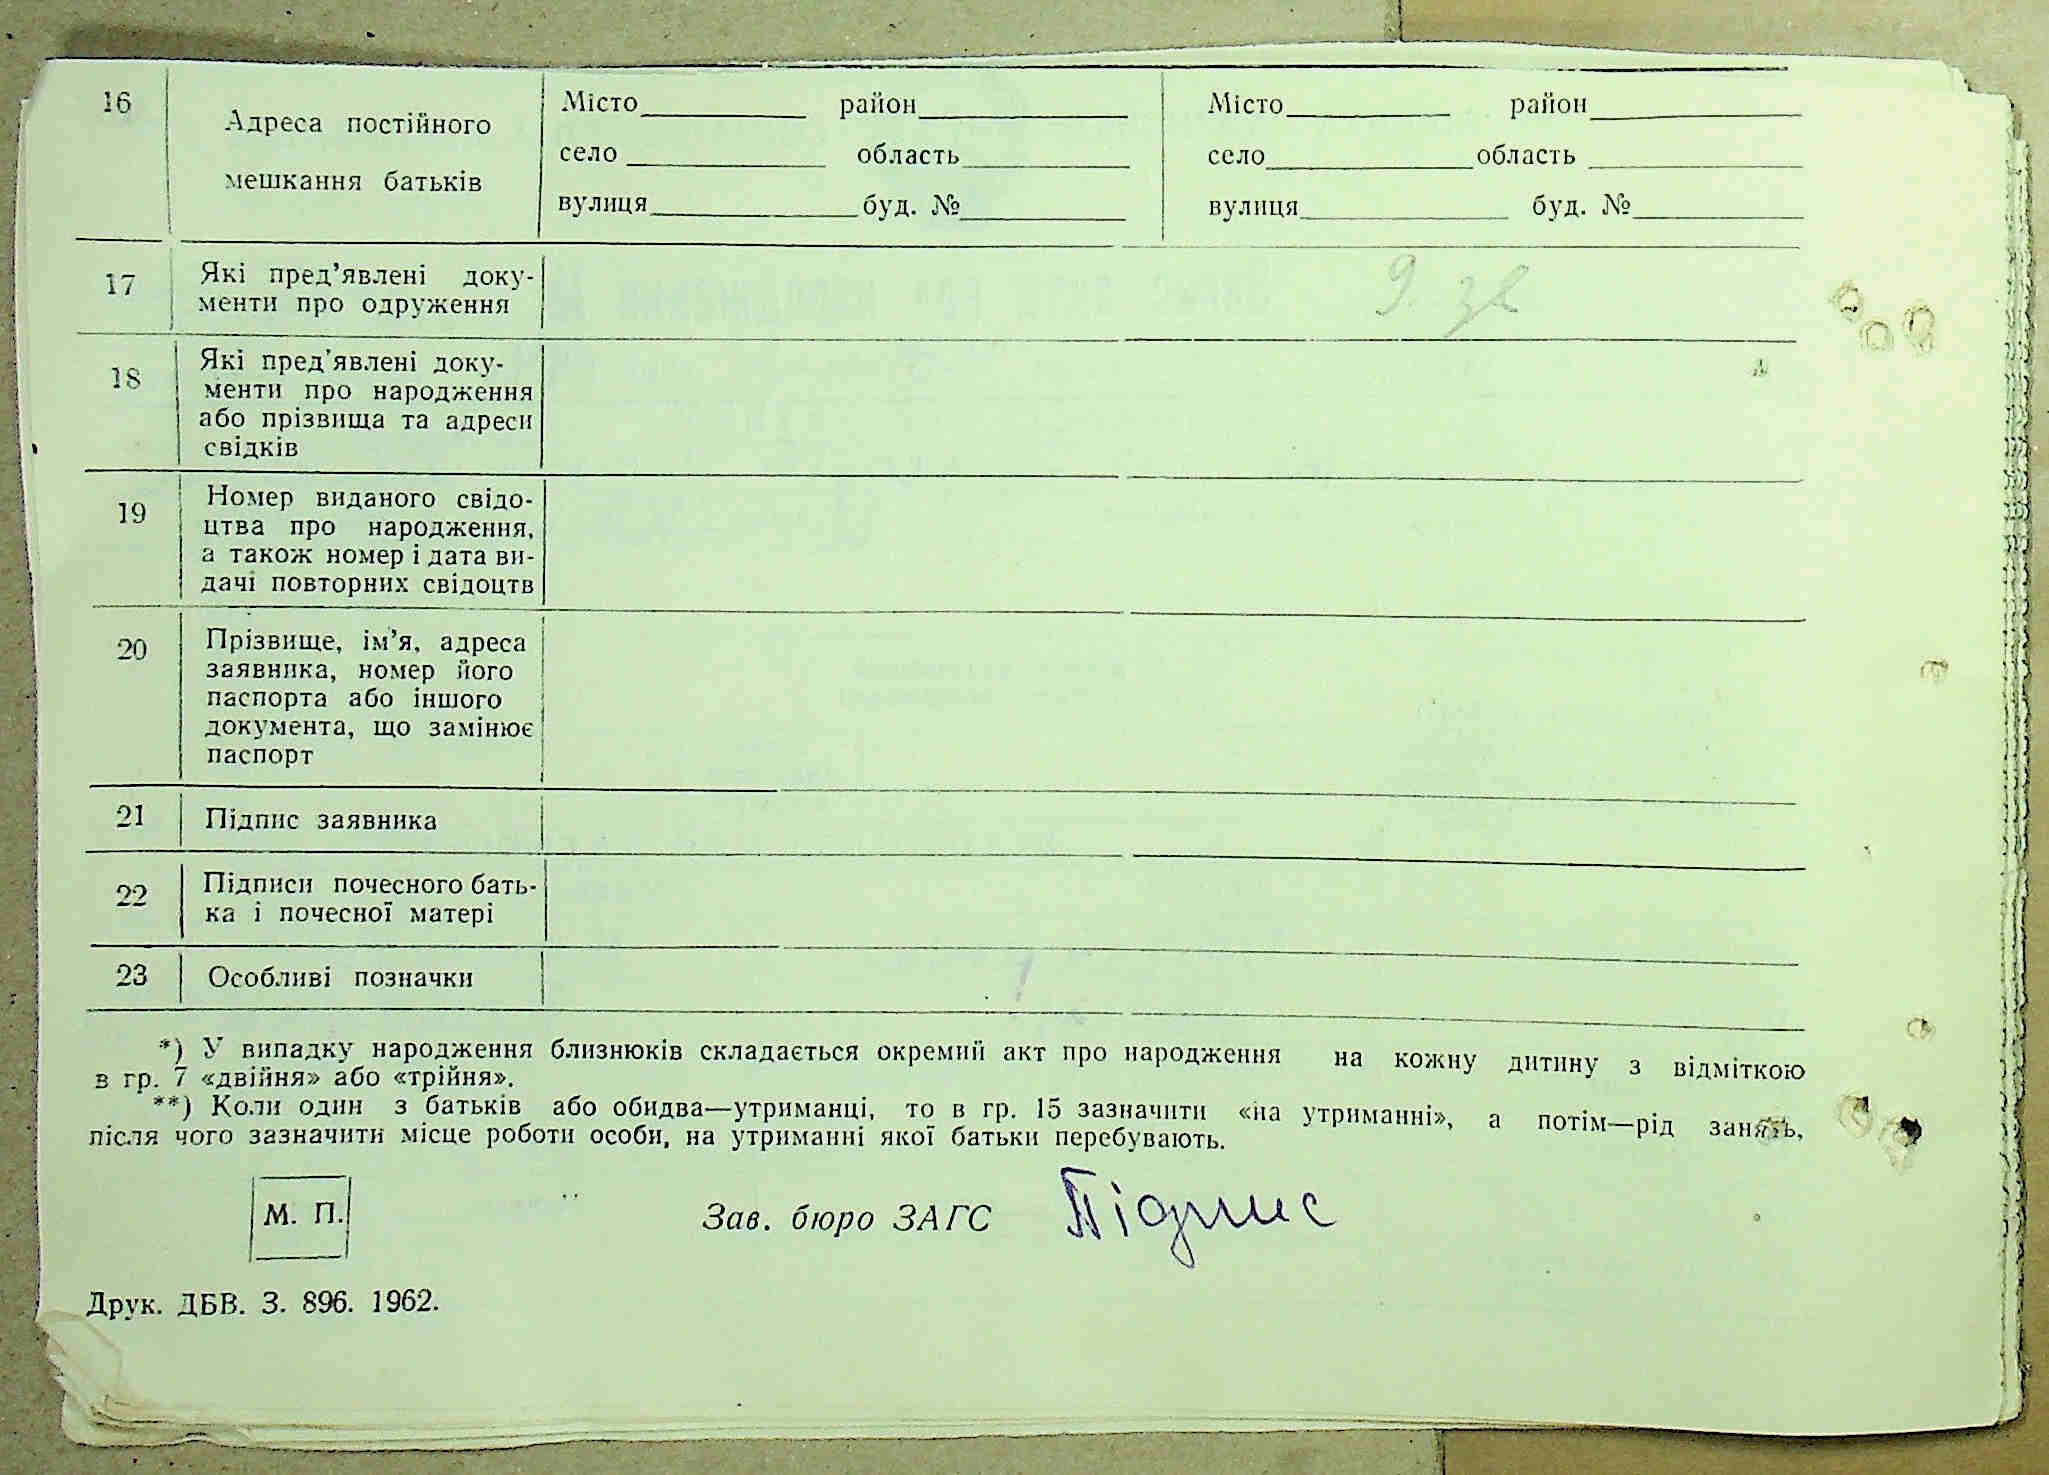 16
Адреса постійного
мешкання батьків
Місто район
село область
вулиця буд. №
Місто район
село область
вулиця буд. №
17
Які пред’явлені доку-
менти про одруження
18
Які пред’явлені доку-
менти про народження
або прізвища та адреси
свідків
19
Номер виданого свідо-
цтва про народження,
а також номер і дата ви-
дачі повторних свідоцтв
20
Прізвище, ім’я, адреса
заявника, номер його
паспорта або іншого
документа, що замінює
паспорт
21
Підпис заявника
22
Підписи почесного бать-
ка і почесної матері
23
Особливі позначки
*) У випадку народження близнюків складається окремий акт про народження на кожну дитину з відміткою
в гр. 7 «двійня» або «трійня».
**) Коли один з батьків або обидва—утриманці, то в гр. 15 зазначити «на утриманні», а потім—рід занять,
після чого зазначити місце роботи особи, на утриманні якої батьки перебувають.
М. П.
Зав. бюро ЗАГС Підпис
Друк. ДБВ. З. 896. 1962.